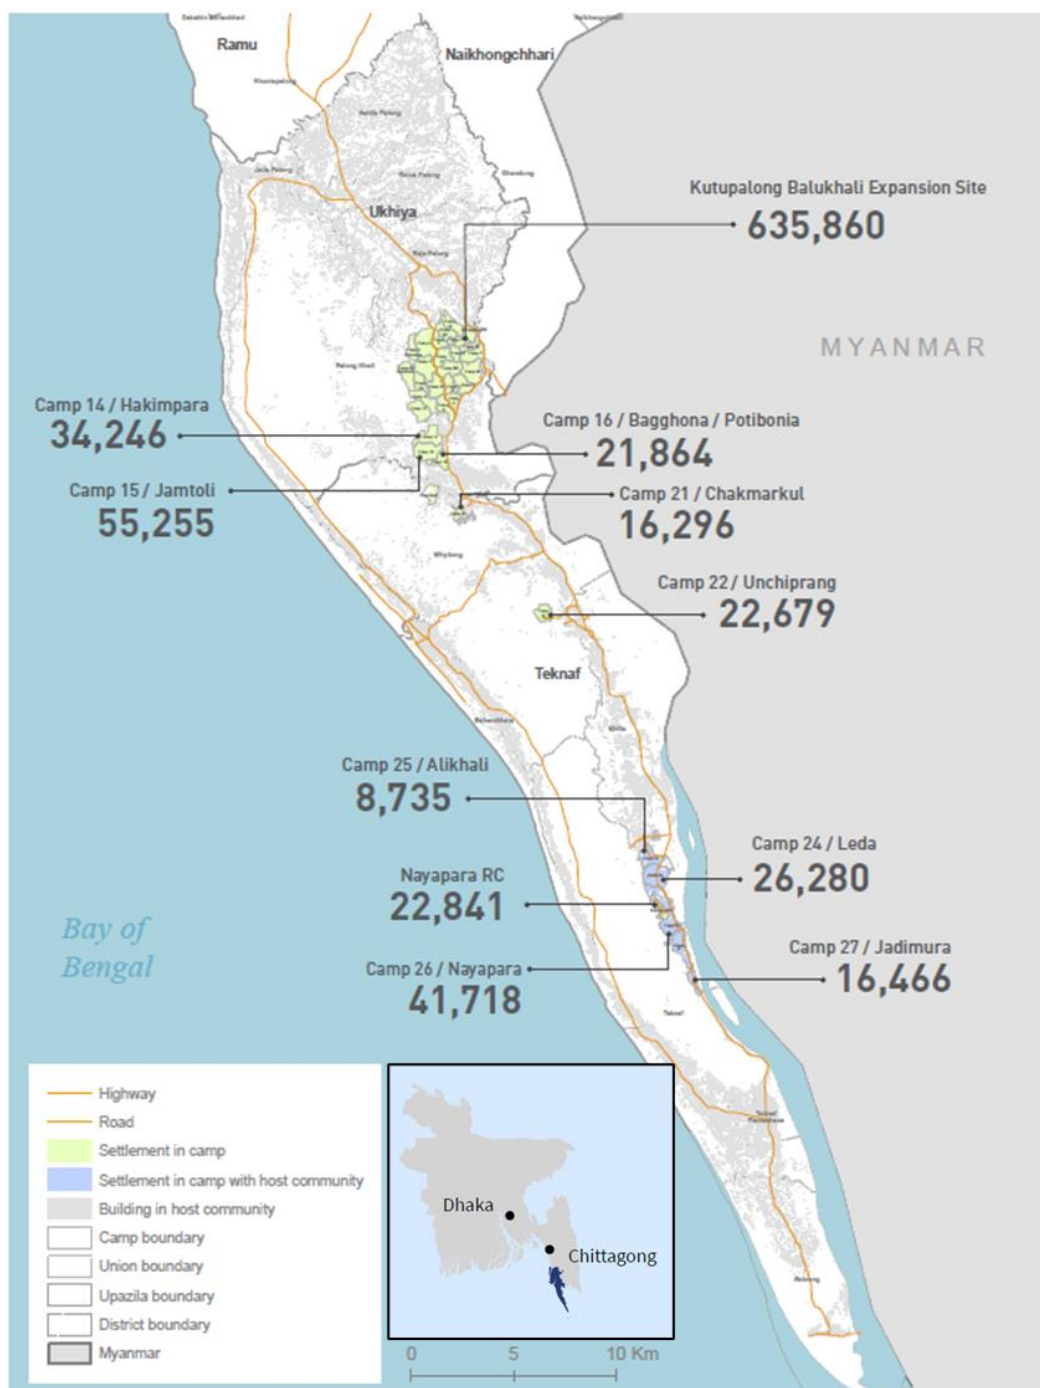 Ramu
Naikhongchhari
Ukhiya
Kutupalong Balukhali Expansion Site
635,860
MYANMAR
Camp 14 / Hakimpara
34,246
Camp 16 / Bagghona / Potibonia
21,864
Camp 15 / Jamtoli
55,255
Camp 21 / Chakmarkul
16,296
Camp 22 / Unchiprang
22,679
Teknaf
Camp 25 / Alikhali
8,735
Camp 24 / Leda
26,280
Nayapara RC
22,841
Camp 27 / Jadimura
16,466
Camp 26 / Nayapara
41,718
Bay of
Bengal
Teknaf
Highway
Road
Settlement in camp
Settlement in camp with host community
Building in host community
Camp boundary
Union boundary
Upazila boundary
District boundary
Myanmar
Dhaka
Chittagong
0 5 10 Km